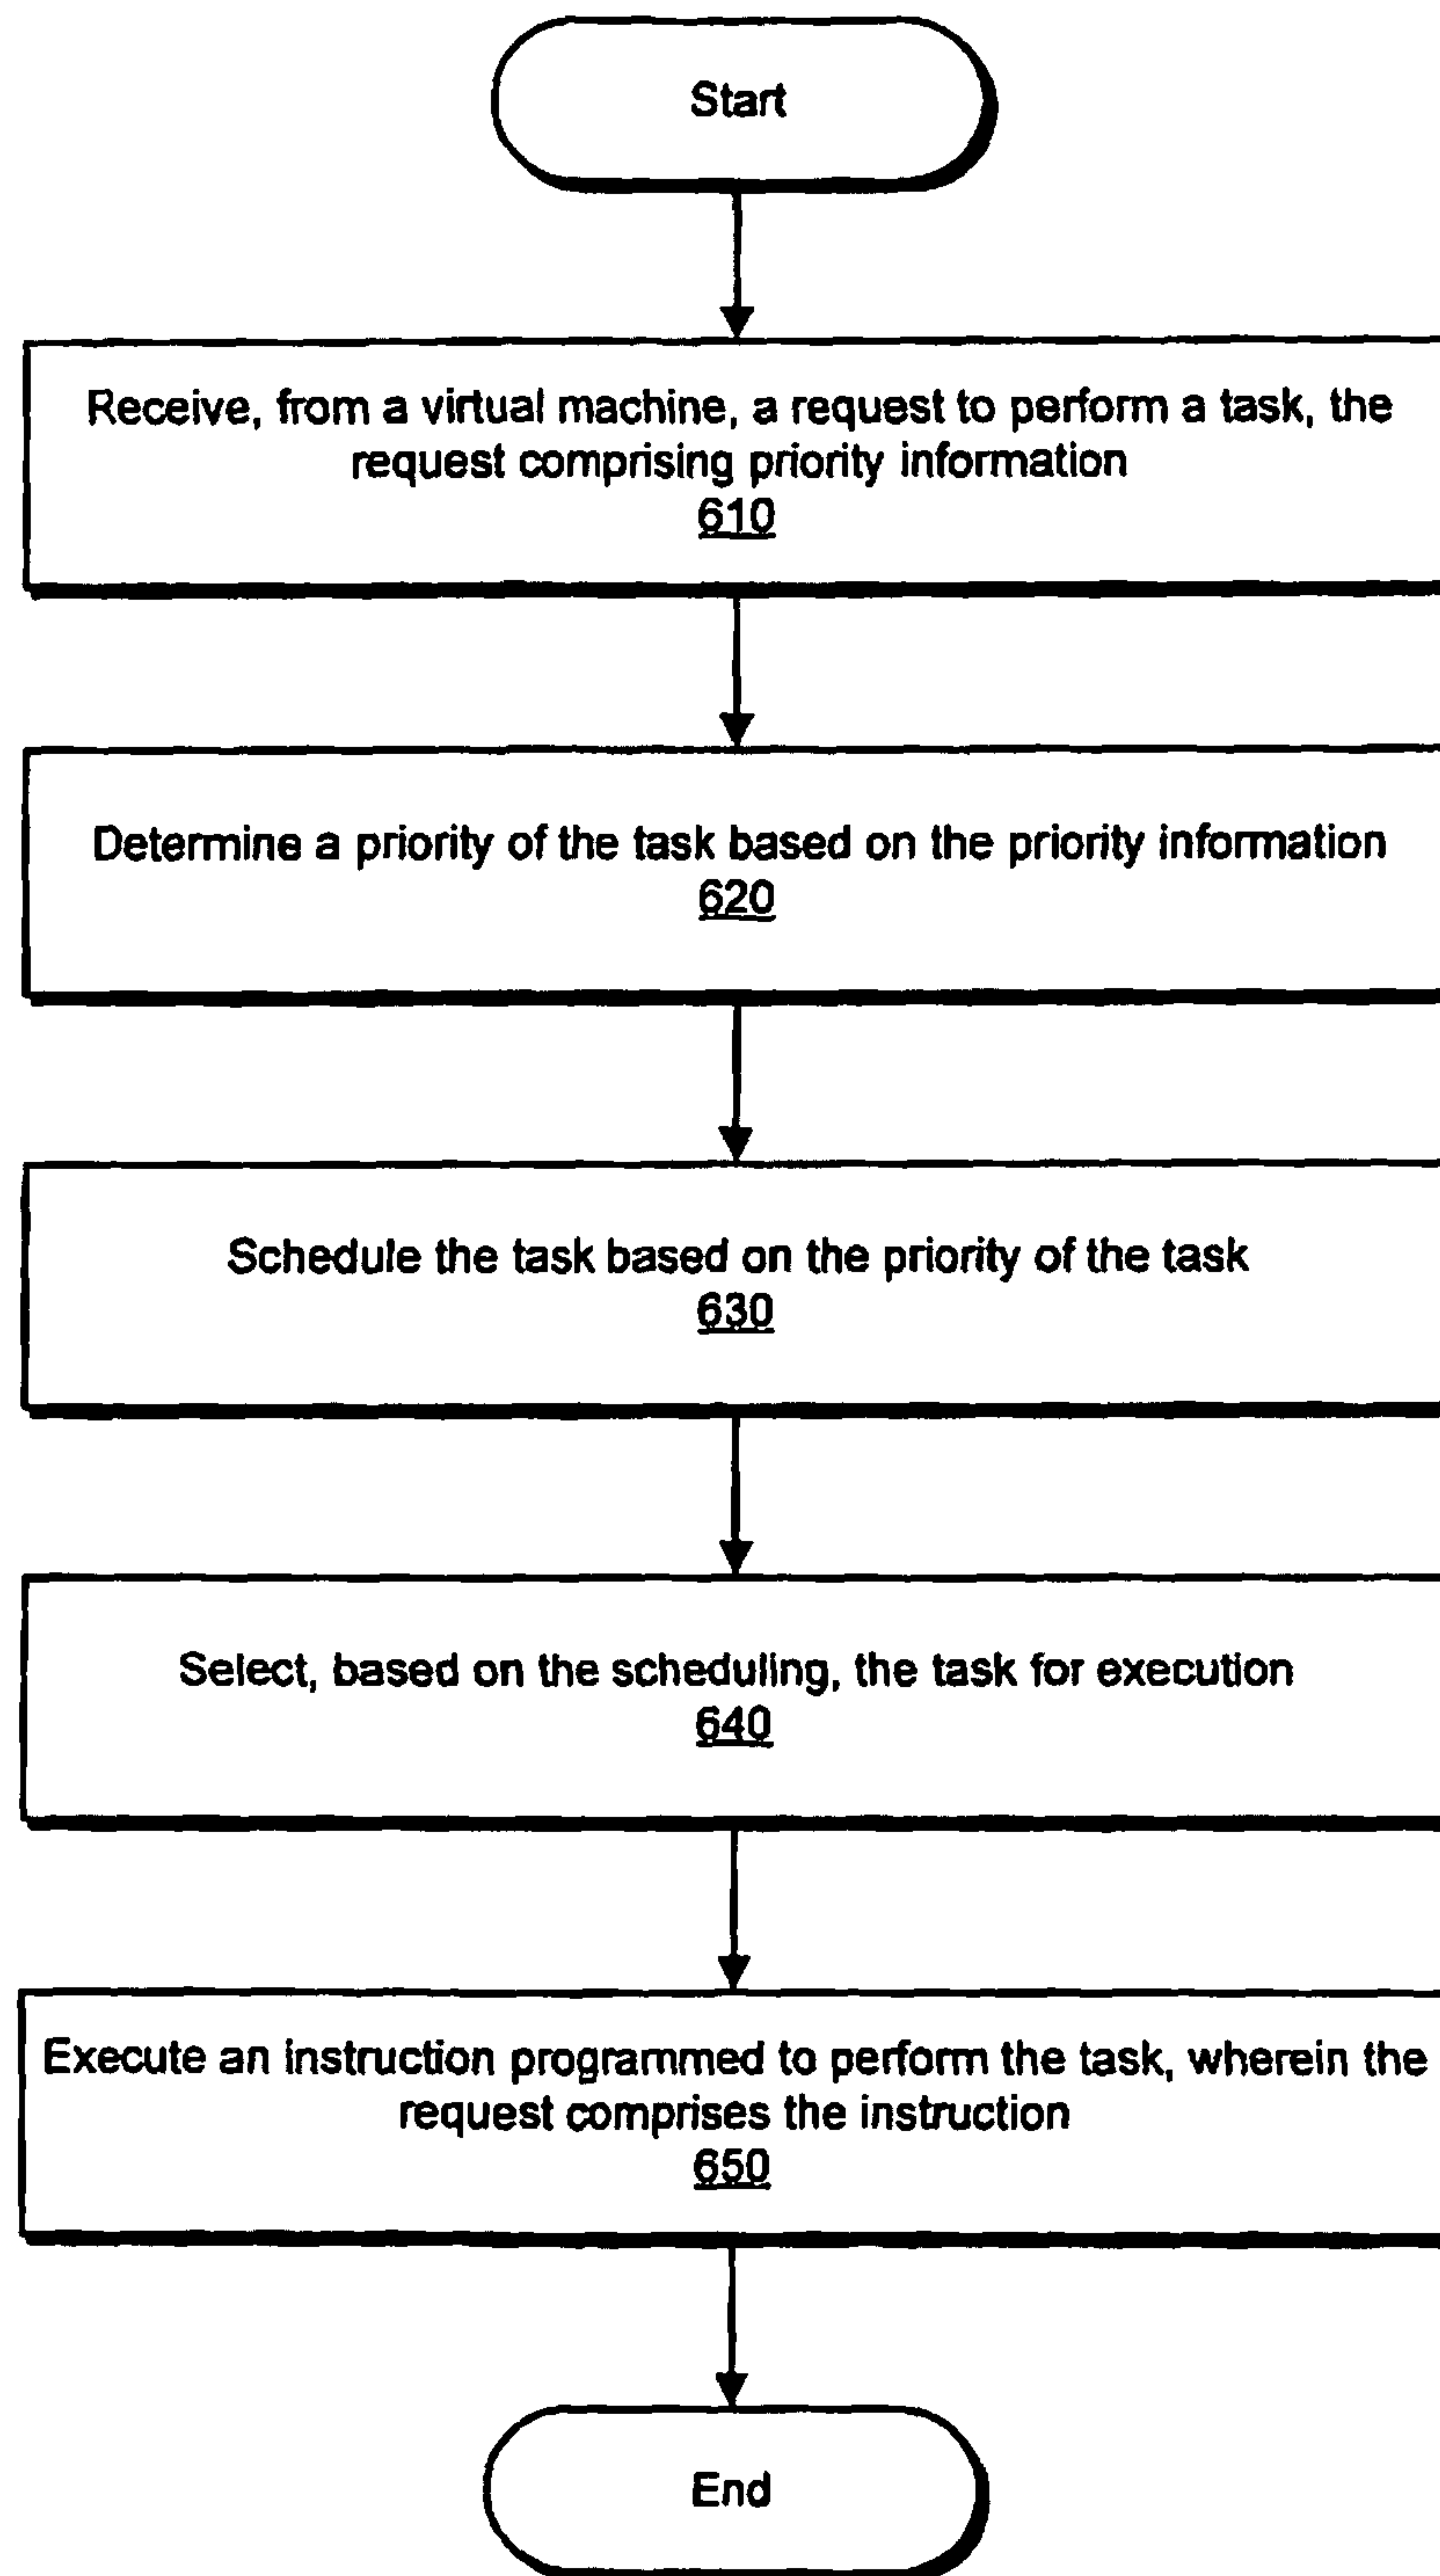 Start
Receive, from a virtual machine, a request to perform a task, the
request comprising priority information
610
Determine a priority of the task based on the priority information
620
Schedule the task based on the priority of the task
630
Select, based on the scheduling, the task for execution
640
Execute an instruction programmed to perform the task, wherein the
request comprises the instruction
650
End